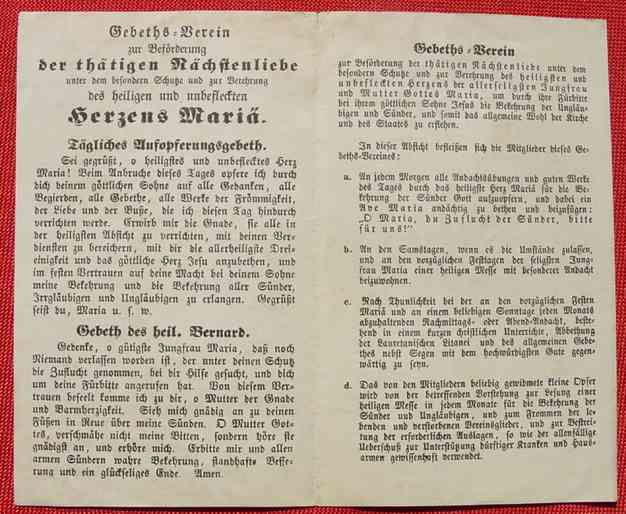 Gebeths-Verein
zur Beförderung
der thätigen Nächstenliebe
unter dem besondern Schutze und zur Verehrung
des heiligen und unbefleckten
Herzens Mariä.
Tägliches Aufopferungsgebeth.
Sei gegrüßt, o heiligstes und unbeflecktes Herz
Maria! Beim Anbruche dieses Tages opfere ich durch
dich deinem göttlichen Sohne auf alle Gedanken, alle
Begierden, alle Gebethe, alle Werke der Frömmigkeit,
der Liebe und der Buße, die ich diesen Tag hindurch
verrichten werde. Erwirb mir die Gnade, sie alle in
der heiligsten Absicht zu verrichten, mit deinen Ver-
diensten zu bereichern, mit dir die allerheiligste Drei-
einigkeit und das göttliche Herz Jesu anzubethen, und
im festen Vertrauen auf deine Macht bei deinem Sohne
meine Bekehrung und die Bekehrung aller Sünder,
Irrgläubigen und Ungläubigen zu erlangen. Gegrüßt
seist du, Maria u. s. w.
Gebeth des heil. Bernard.
Gedenke, o gütigste Jungfrau Maria, daß noch
Niemand verlassen worden ist, der unter deinen Schutz
die Zuflucht genommen, bei dir Hilfe gesucht, und dich
um deine Fürbitte angerufen hat. Von diesem Ver-
trauen beseelt komme ich zu dir, o Mutter der Gnade
und Barmherzigkeit. Sieh mich gnädig an zu deinen
Füßen in Reue über meine Sünden. O Mutter Got-
tes, verschmähe nicht meine Bitten, sondern höre sie
gnädigst an, und erhöre mich. Erbitte mir und allen
armen Sündern wahre Bekehrung, standhafte Besse-
rung und ein glückseliges Ende. Amen.
Gebeths-Verein
zur Beförderung der thätigen Nächstenliebe unter dem
besondern Schutze und zur Verehrung des heiligsten und
unbefleckten Herzens der allerseligsten Jungfrau
und Mutter Gottes Maria, um durch ihre Fürbitte
bei ihrem göttlichen Sohne Jesus die Bekehrung der Ungläu-
bigen und Sünder, und somit das allgemeine Wohl der Kirche
und des Staates zu erflehen.
In dieser Absicht befleißen sich die Mitglieder dieses Ge-
beths-Vereines:
a. An jedem Morgen alle Andachtsübungen und guten Werke
des Tages durch das heiligste Herz Mariä für die Be-
kehrung der Sünder Gott aufzuopfern, und dabei ein
Ave Maria andächtig zu bethen und beizufügen:
„O Maria, du Zuflucht der Sünder, bitte
für uns!“
b. An den Samstagen, wenn es die Umstände zulassen,
und an den vorzüglichen Festtagen der seligsten Jung-
frau Maria einer heiligen Messe mit besonderer Andacht
beizuwohnen.
c. Nach Thunlichkeit bei der an den vorzüglichen Festen
Mariä und an einem beliebigen Sonntage jeden Monats
abzuhaltenden Nachmittags- oder Abend-Andacht, beste-
hend in einem kurzen christlichen Unterrichte, Abbethung
der Lauretanischen Litanei und des allgemeinen Gebe-
thes nebst Segen mit dem hochwürdigsten Gute gegen-
wärtig zu sein.
d. Das von den Mitgliedern beliebig gewidmete kleine Opfer
wird von der betreffenden Vorstehung zur Lesung einer
heiligen Messe in jedem Monate für die Bekehrung der
Sünder und Ungläubigen, und zum Frommen der le-
benden und verstorbenen Vereinsglieder, und zur Bestrei-
tung der erforderlichen Auslagen, so wie der allenfällige
Ueberschuß zur Unterstützung dürftiger Kranken und Haus-
armen gewissenhaft verwendet.